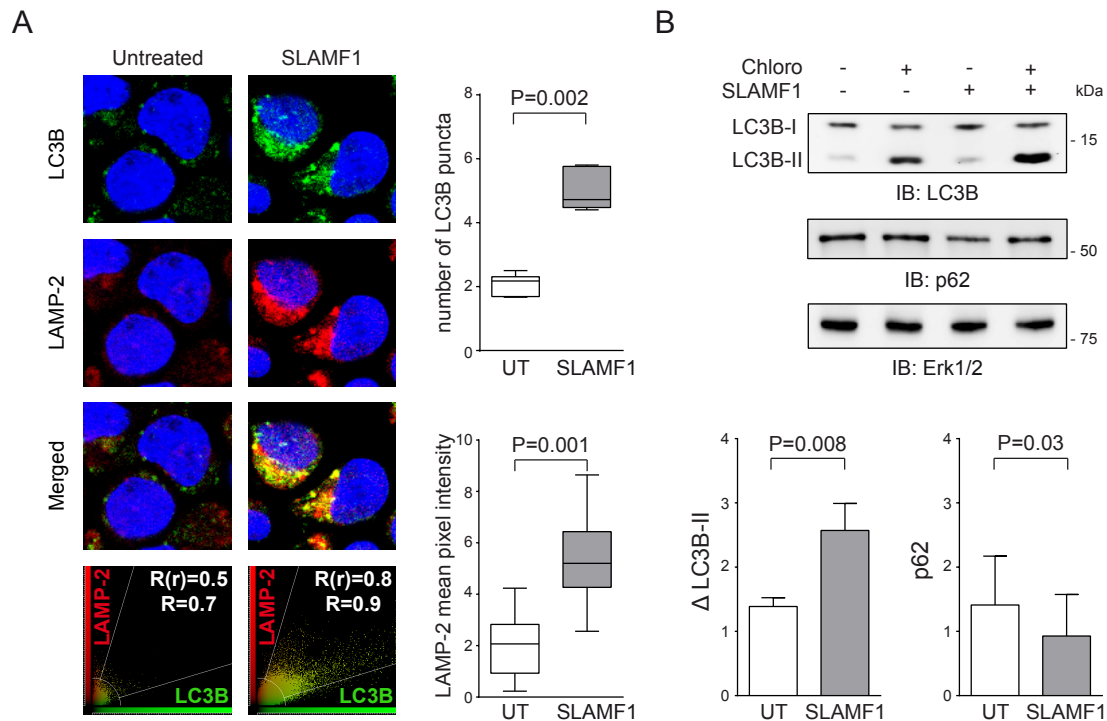 A
Untreated
SLAMF1
LC3B
LAMP-2
Merged
LAMP-2
R(r)=0.5
R=0.7
LC3B
LAMP-2
R(r)=0.8
R=0.9
LC3B
number of LC3B puncta
8
6
4
2
0
P=0.002
UT
SLAMF1
LAMP-2 mean pixel intensity
10
8
6
4
2
0
P=0.001
UT
SLAMF1
B
Chloro - + - +
SLAMF1 - - + + kDa
LC3B-I
- 15
LC3B-II
IB: LC3B
- 50
IB: p62
- 75
IB: Erk1/2
Δ LC3B-II
4
3
2
1
0
P=0.008
UT
SLAMF1
p62
4
3
2
1
0
P=0.03
UT
SLAMF1